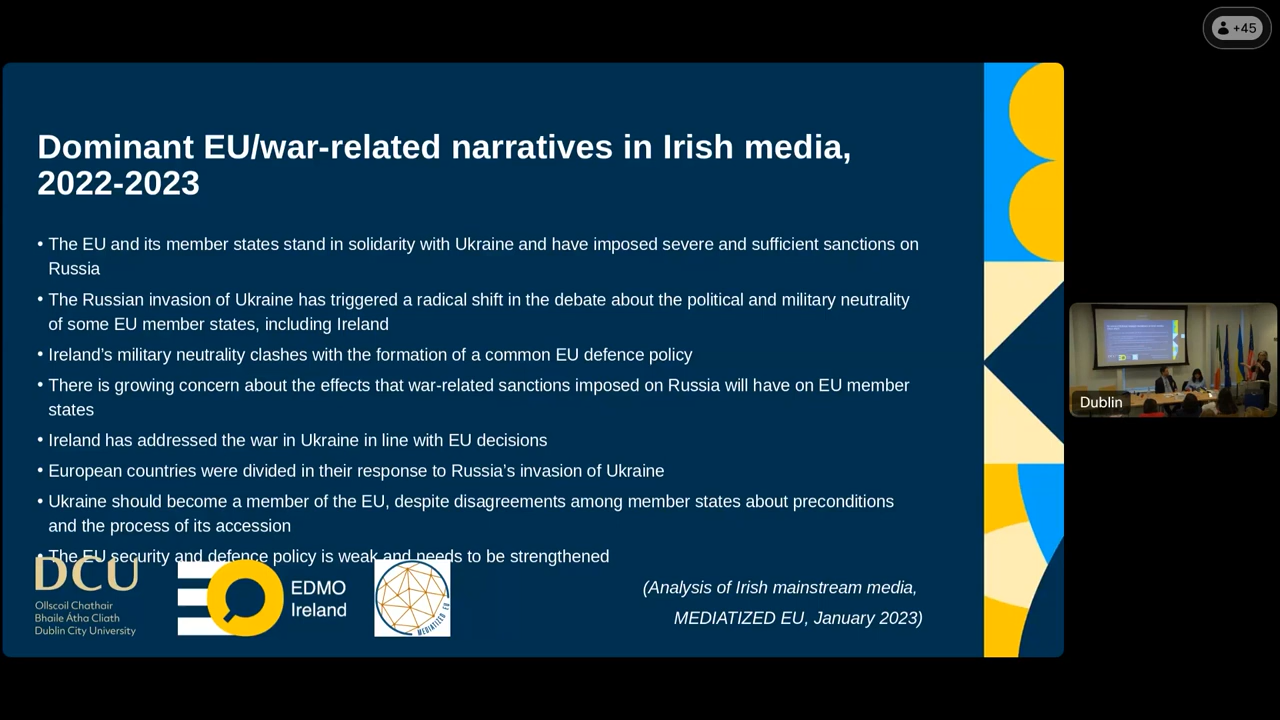 +45
Dominant EU/war-related narratives in Irish media,
2022-2023
• The EU and its member states stand in solidarity with Ukraine and have imposed severe and sufficient sanctions on
Russia
• The Russian invasion of Ukraine has triggered a radical shift in the debate about the political and military neutrality
of some EU member states, including Ireland
• Ireland’s military neutrality clashes with the formation of a common EU defence policy
• There is growing concern about the effects that war-related sanctions imposed on Russia will have on EU member
states
• Ireland has addressed the war in Ukraine in line with EU decisions
• European countries were divided in their response to Russia’s invasion of Ukraine
• Ukraine should become a member of the EU, despite disagreements among member states about preconditions
and the process of its accession
• The EU security and defence policy is weak and needs to be strengthened
DCU
Ollscoil Chathair
Bhaile Átha Cliath
Dublin City University
EDMO
Ireland
MEDIATIZED EU
(Analysis of Irish mainstream media,
MEDIATIZED EU, January 2023)
Dublin